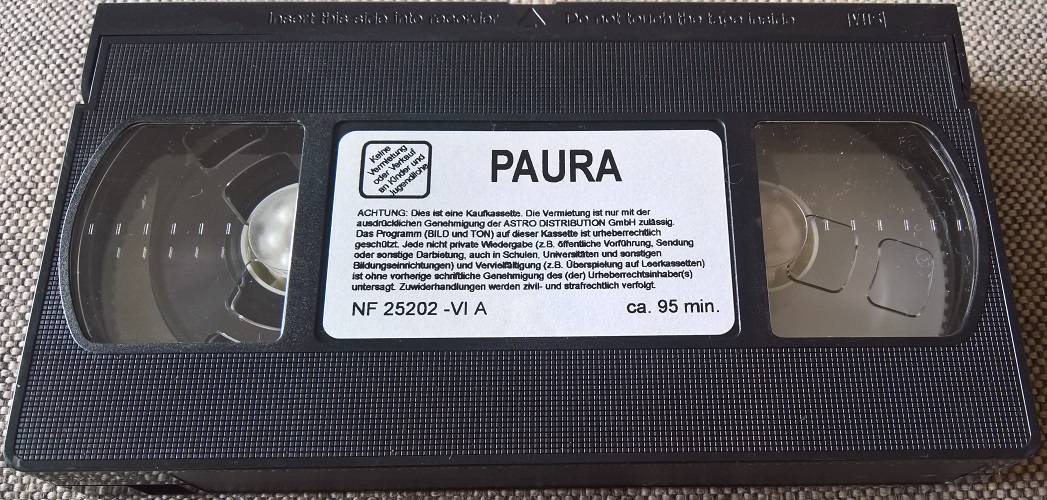 Insert this side into recorder
Do not touch the tape inside
VHS
Keine
Vermietung
oder Verkauf
an Kinder und
Jugendliche
PAURA
ACHTUNG: Dies ist eine Kaufkassette. Die Vermietung ist nur mit der
ausdrücklichen Genehmigung der ASTRO DISTRIBUTION GmbH zulässig.
Das Programm (BILD und TON) auf dieser Kassette ist urheberrechtlich
geschützt. Jede nicht private Wiedergabe (z.B. öffentliche Vorführung, Sendung
oder sonstige Darbietung, auch in Schulen, Universitäten und sonstigen
Bildungseinrichtungen) und Vervielfältigung (z.B. Überspielung auf Leerkassetten)
ist ohne vorherige schriftliche Genehmigung des (der) Urheberrechtsinhaber(s)
untersagt. Zuwiderhandlungen werden zivil- und strafrechtlich verfolgt.
NF 25202 -VI A
ca. 95 min.